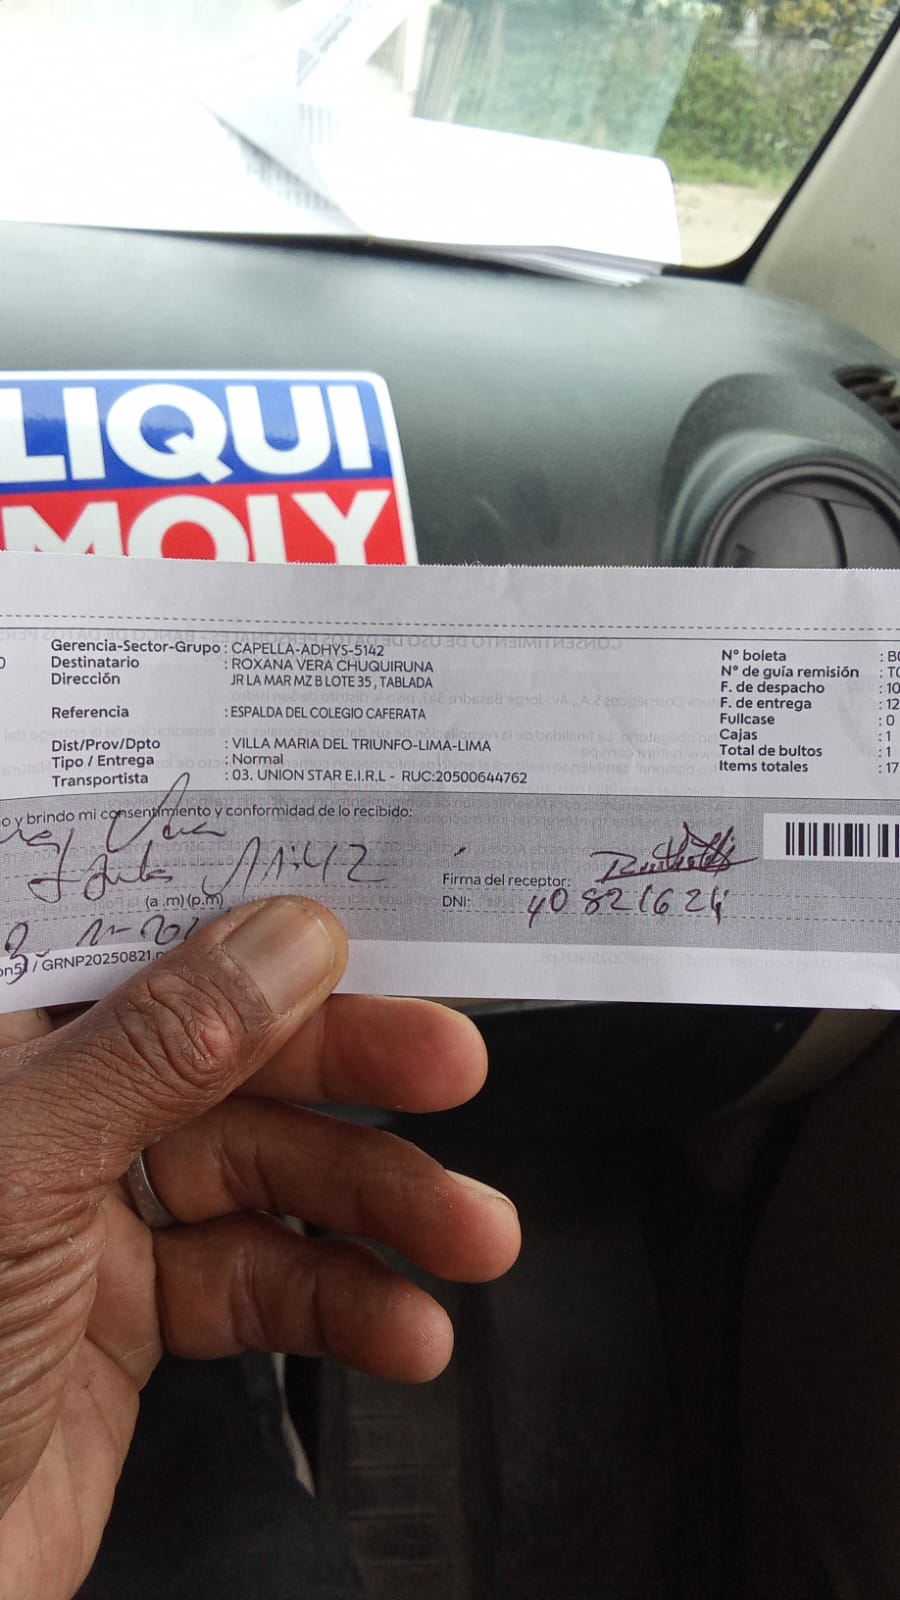 LIQUI
MOLY
Gerencia-Sector-Grupo : CAPELLA-ADHYS-5142
Destinatario : ROXANA VERA CHUQUIRUNA
Dirección JR LA MAR MZ B LOTE 35 , TABLADA
Referencia : ESPALDA DEL COLEGIO CAFERATA
Dist/Prov/Dpto : VILLA MARIA DEL TRIUNFO-LIMA-LIMA
Tipo / Entrega : Normal
Transportista : 03. UNION STAR E.I.R.L - RUC:20500644762
N° boleta : B
N° de guía remisión : T
F. de despacho : 10
F. de entrega : 12
Fullcase : 0
Cajas : 1
Total de bultos : 1
Items totales : 17
o y brindo mi consentimiento y conformidad de lo recibido:
11:42
(a .m) (p.m)
Firma del receptor:
DNI: 40821624
/ GRNP20250821.